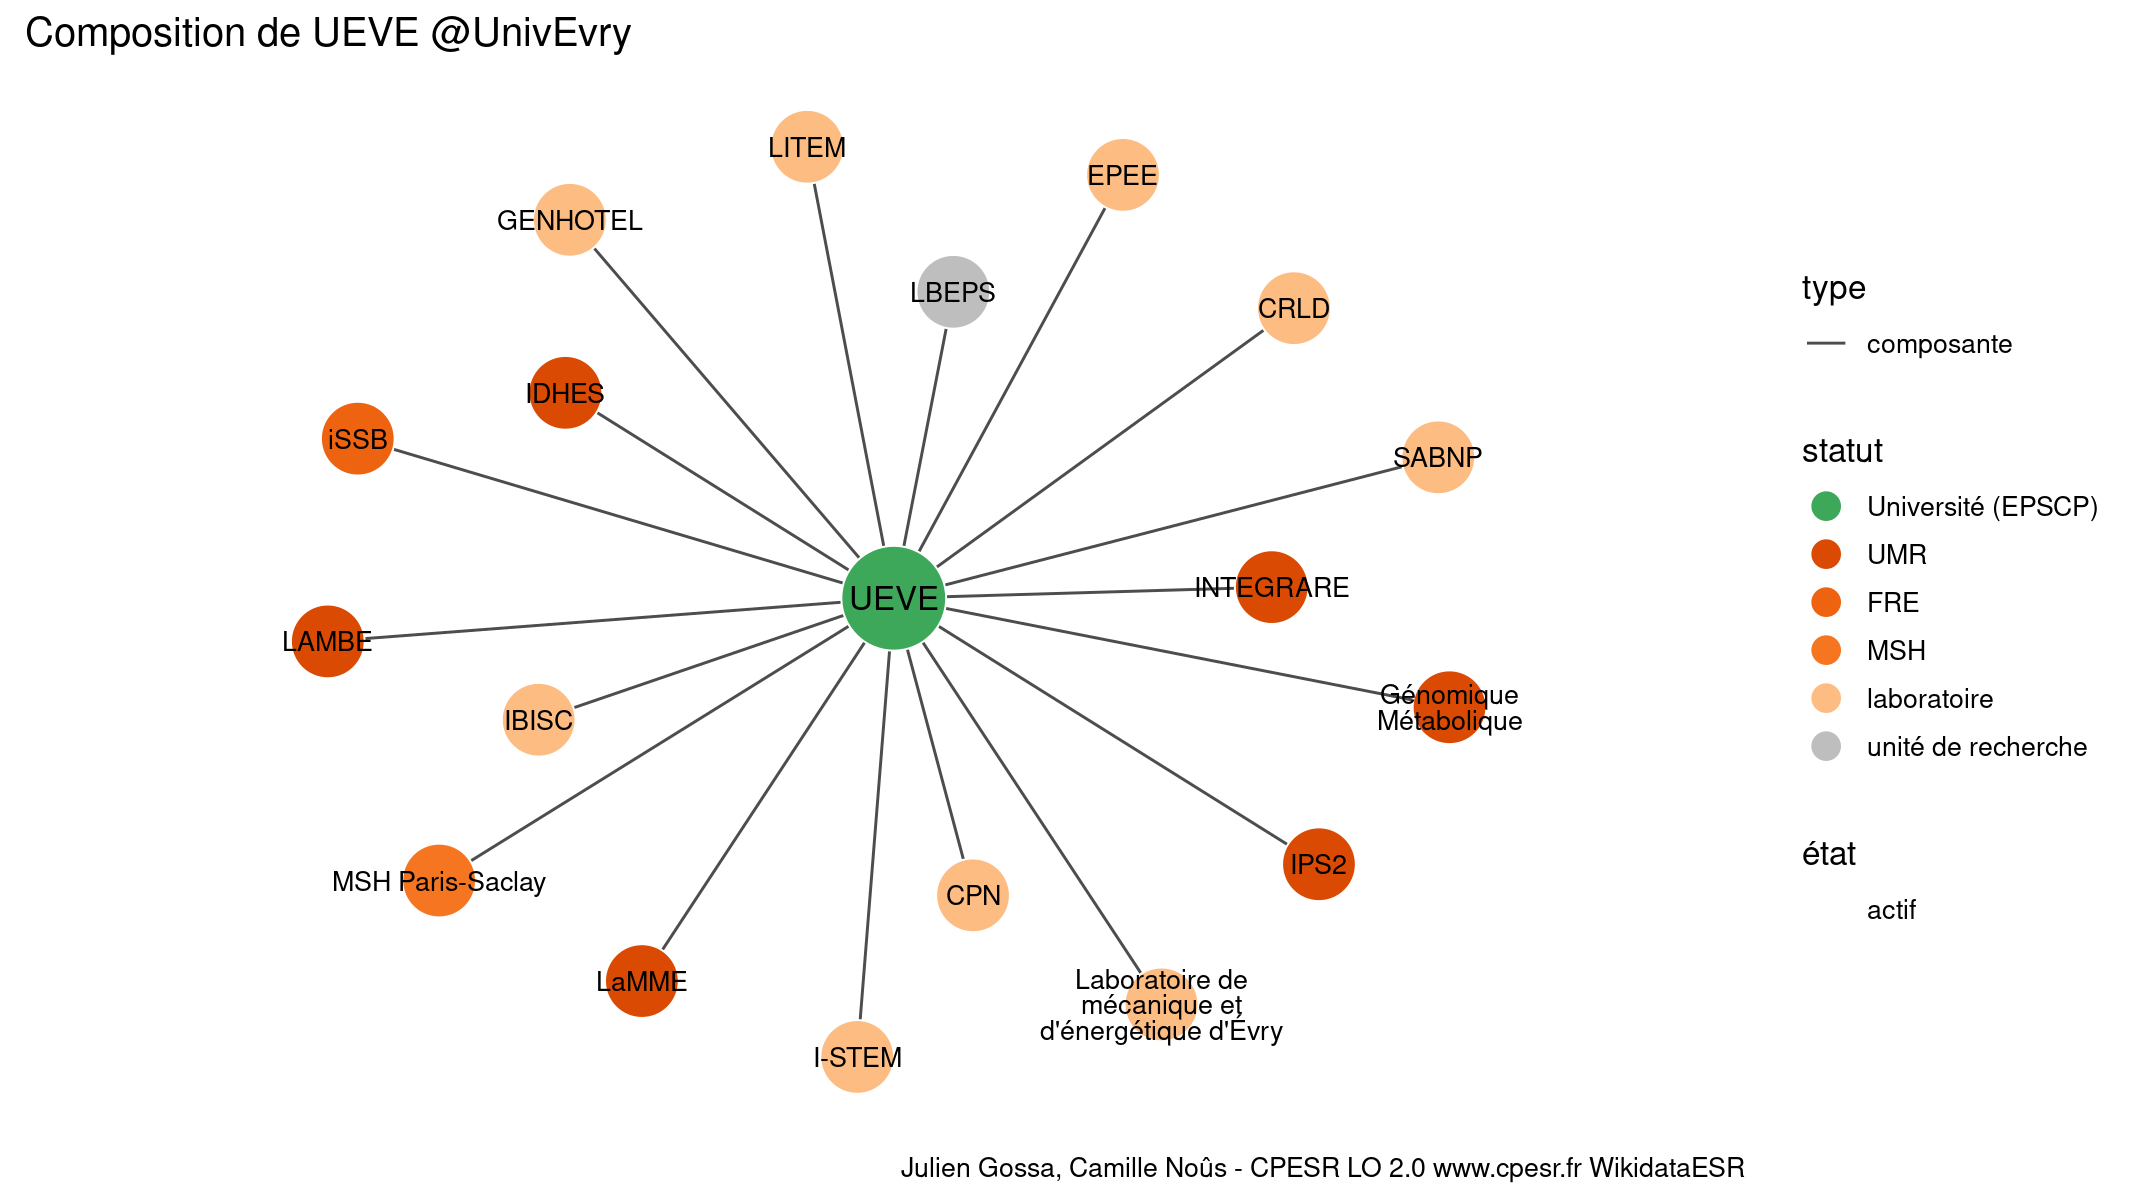 Composition de UEVE @UnivEvry
LITEM
EPEE
GENHOTEL
LBEPS
CRLD
IDHES
iSSB
SABNP
UEVE
INTEGRARE
LAMBE
Génomique
Métabolique
IBISC
IPS2
MSH Paris-Saclay
CPN
LaMME
Laboratoire de
mécanique et
d'énergétique d'Évry
I-STEM
type
composante
statut
Université (EPSCP)
UMR
FRE
MSH
laboratoire
unité de recherche
état
actif
Julien Gossa, Camille Noûs - CPESR LO 2.0 www.cpesr.fr WikidataESR